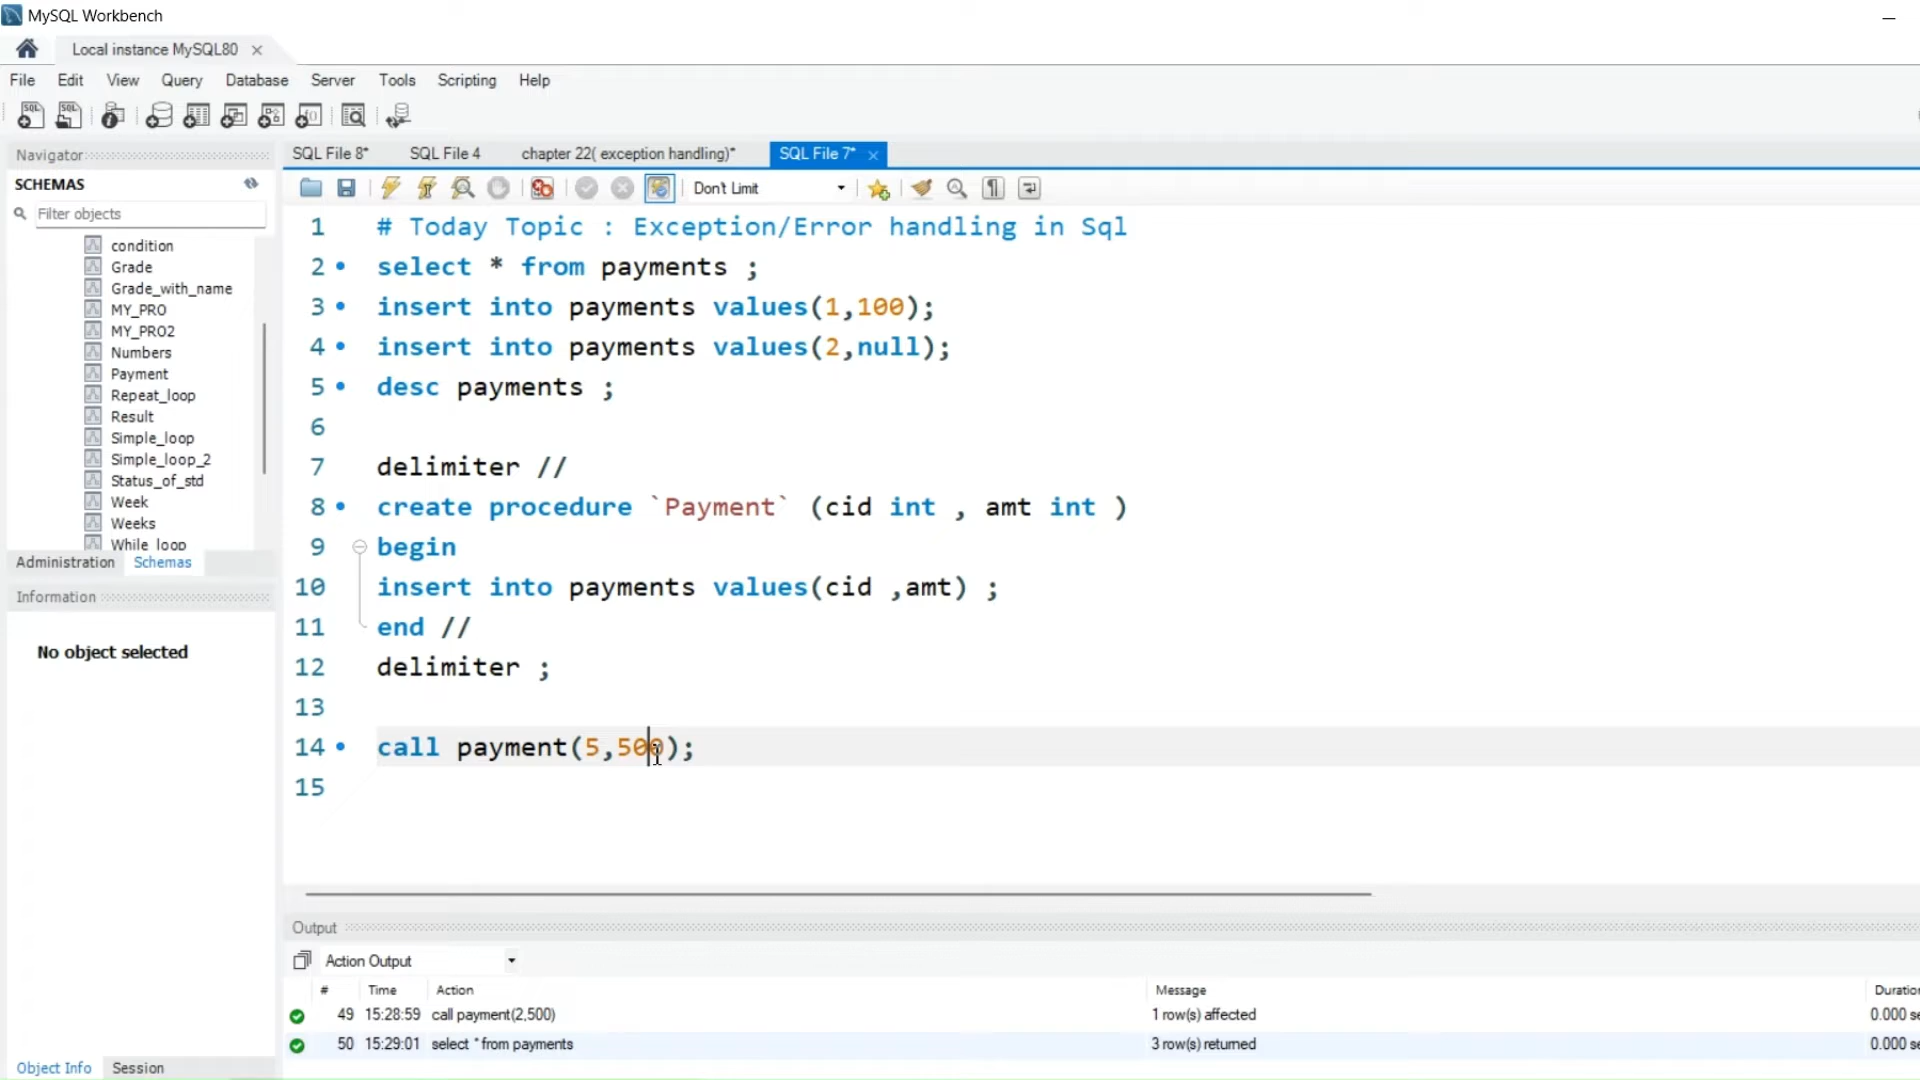 MySQL Workbench
Local instance MySQL80
File Edit View Query Database Server Tools Scripting Help
Navigator
SCHEMAS
Filter objects
condition
Grade
Grade_with_name
MY_PRO
MY_PRO2
Numbers
Payment
Repeat_loop
Result
Simple_loop
Simple_loop_2
Status_of_std
Week
Weeks
While_loop
Administration Schemas
Information
No object selected
Object Info Session
SQL File 8* SQL File 4 chapter 22( exception handling)* SQL File 7*
Don't Limit
1 # Today Topic : Exception/Error handling in Sql
2 select * from payments ;
3 insert into payments values(1,100);
4 insert into payments values(2,null);
5 desc payments ;
6
7 delimiter //
8 create procedure `Payment` (cid int , amt int )
9 begin
10 insert into payments values(cid ,amt) ;
11 end //
12 delimiter ;
13
14 call payment(5,500);
15
Output
Action Output
# Time Action Message Duration
49 15:28:59 call payment(2,500) 1 row(s) affected 0.000 se
50 15:29:01 select * from payments 3 row(s) returned 0.000 se